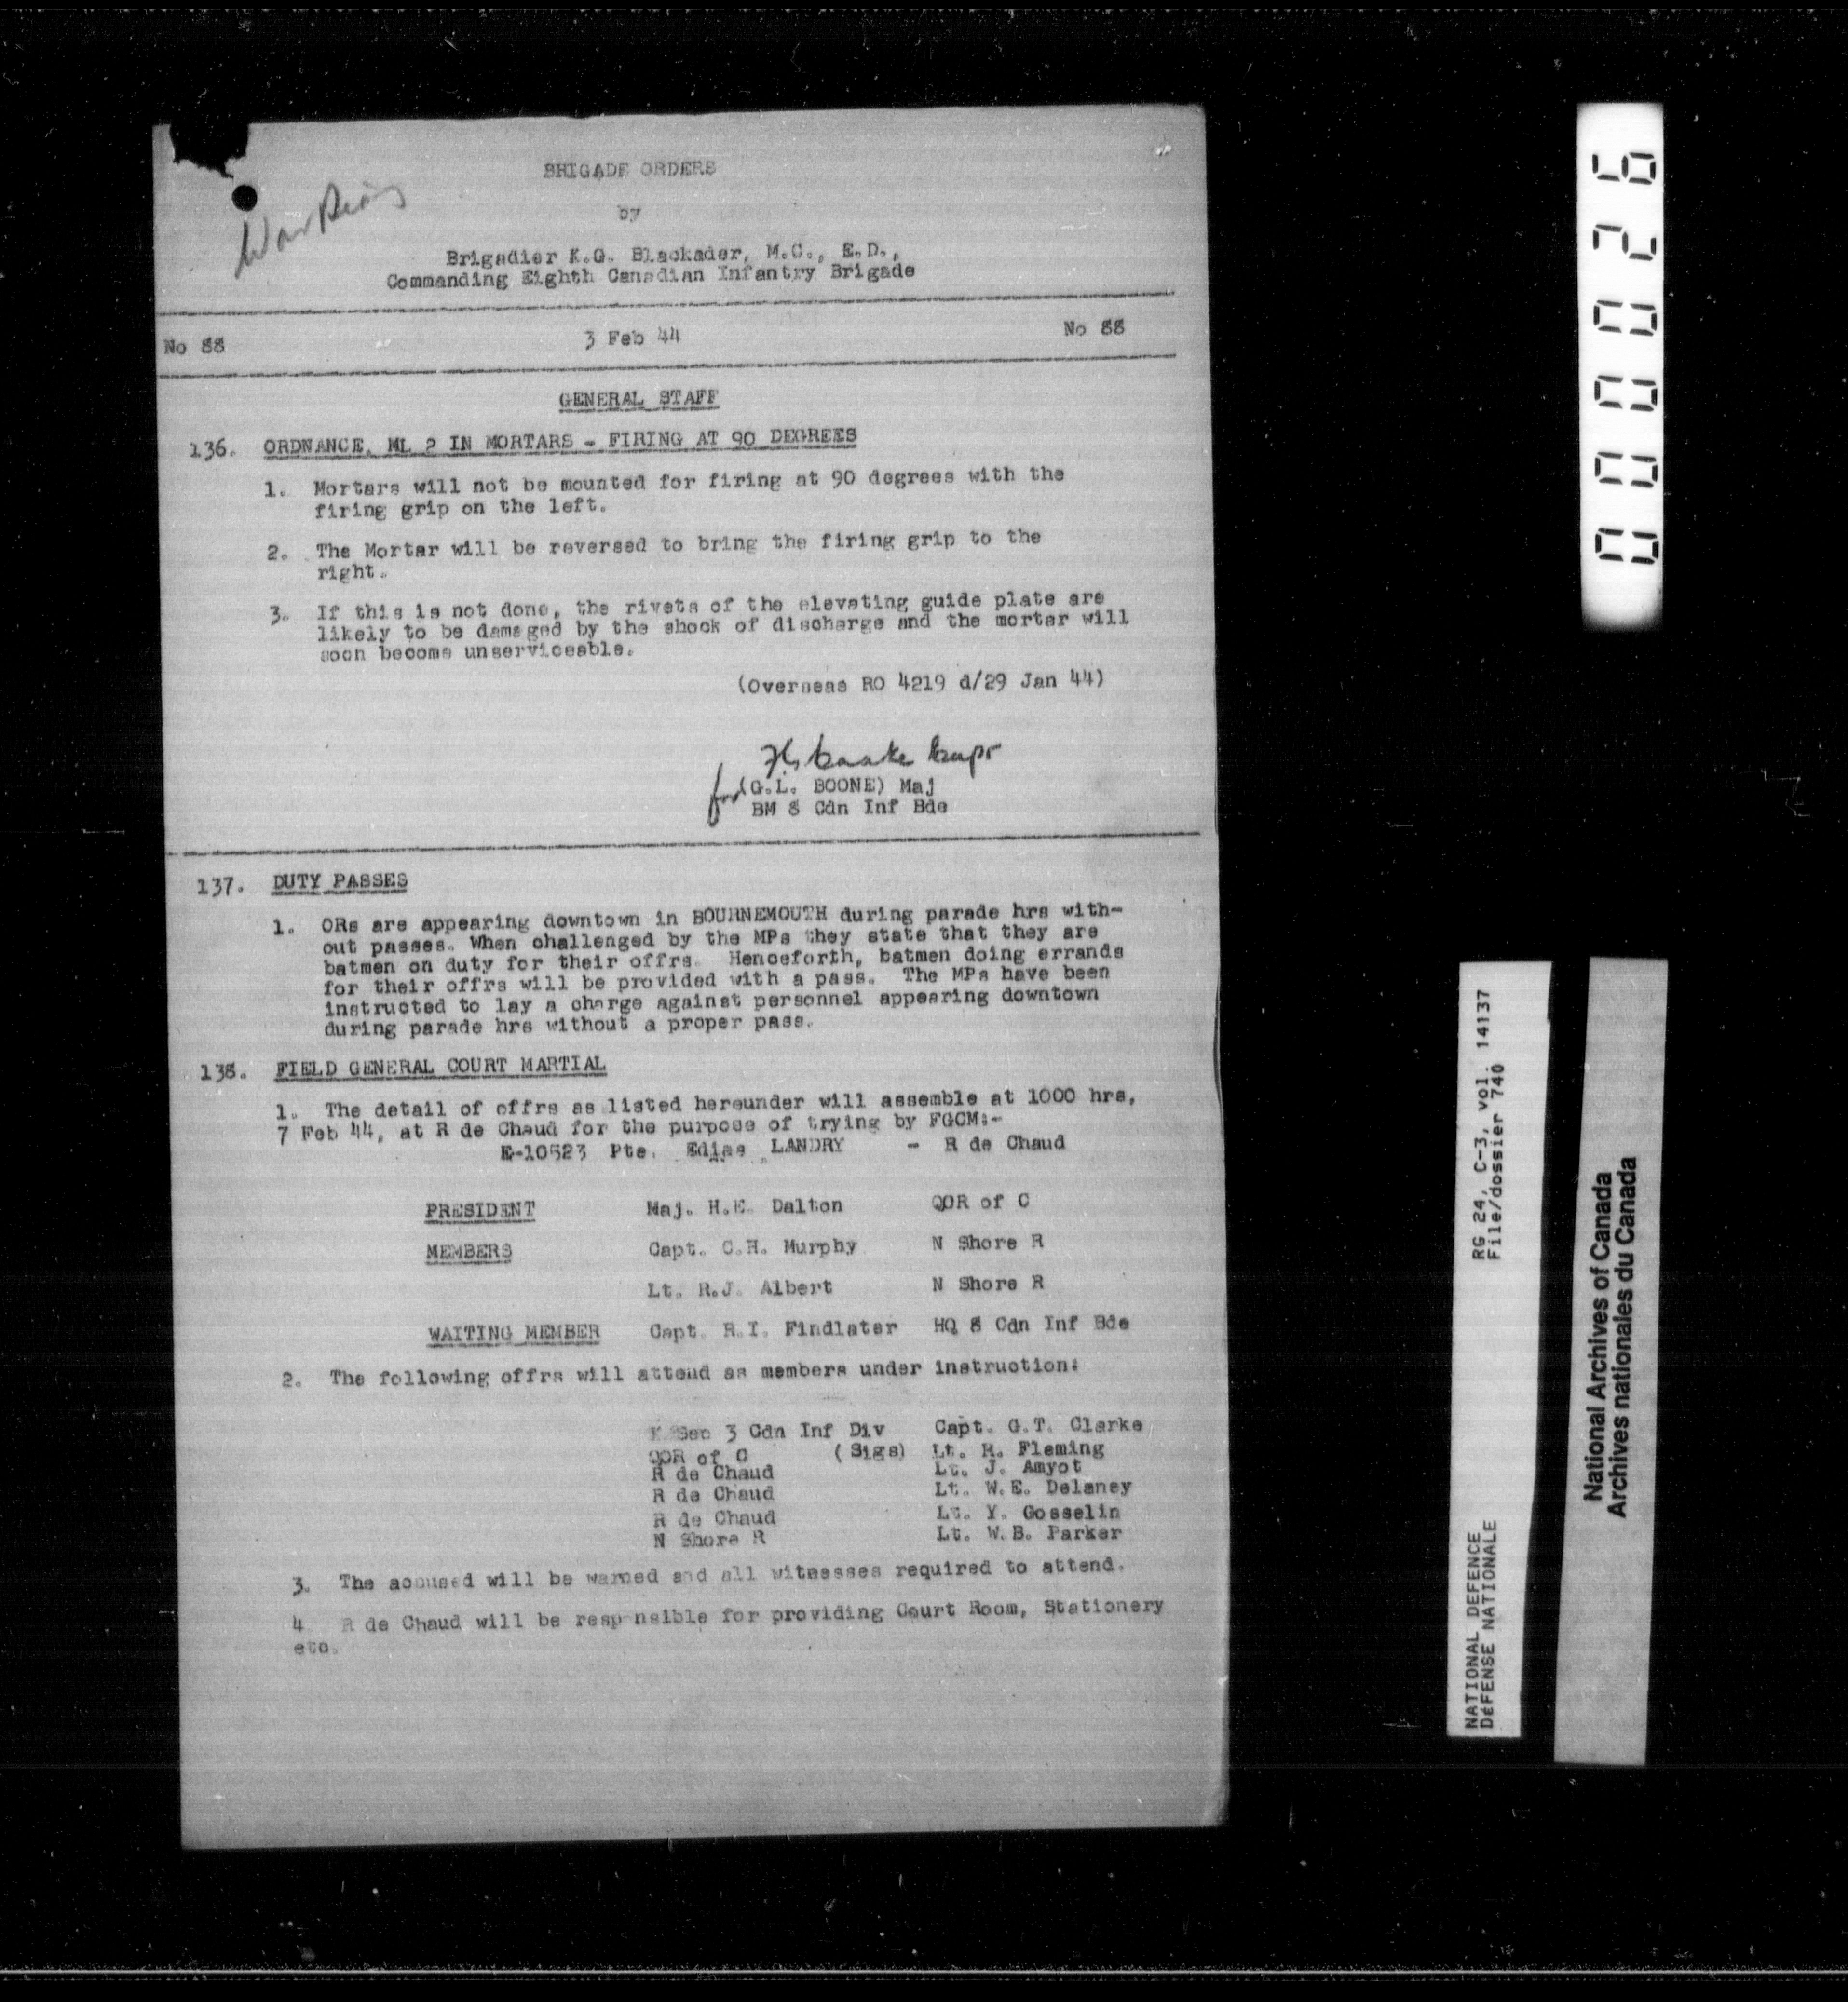 War Diary
BRIGADE ORDERS
by
Brigadier K.G. Blackader, M.C., E.D.,
Commanding Eighth Canadian Infantry Brigade
No 88 3 Feb 44 No 88
GENERAL STAFF
136. ORDNANCE, ML 2 IN MORTARS - FIRING AT 90 DEGREES
1. Mortars will not be mounted for firing at 90 degrees with the
firing grip on the left.
2. The Mortar will be reversed to bring the firing grip to the
right.
3. If this is not done, the rivets of the elevating guide plate are
likely to be damaged by the shock of discharge and the mortar will
soon become unserviceable.
(Overseas RO 4219 d/29 Jan 44)
for (G.L. BOONE) Maj
BM 8 Cdn Inf Bde
137. DUTY PASSES
1. ORs are appearing downtown in BOURNEMOUTH during parade hrs with-
out passes. When challenged by the MPs they state that they are
batmen on duty for their offrs. Henceforth, batmen doing errands
for their offrs will be provided with a pass. The MPs have been
instructed to lay a charge against personnel appearing downtown
during parade hrs without a proper pass.
138. FIELD GENERAL COURT MARTIAL
1. The detail of offrs as listed hereunder will assemble at 1000 hrs,
7 Feb 44, at R de Chaud for the purpose of trying by FGCM:-
E-10523 Pte. LANDRY - R de Chaud
PRESIDENT Maj. H.E. Dalton QOR of C
MEMBERS Capt. C.H. Murphy N Shore R
Lt. R.J. Albert N Shore R
WAITING MEMBER Capt. R.I. Findlater HQ 8 Cdn Inf Bde
2. The following offrs will attend as members under instruction:
Sec 3 Cdn Inf Div Capt. G.T. Clarke
QOR of C (Sigs) Lt. R. Fleming
R de Chaud Lt. J. Amyot
R de Chaud Lt. W.E. Delaney
R de Chaud Lt. Y. Gosselin
N Shore R Lt. W.B. Parker
3. The accused will be warned and all witnesses required to attend.
4 R de Chaud will be responsible for providing Court Room, Stationery
etc.
000026
RG 24, C-3, vol. 14137
File/dossier 740
NATIONAL DEFENCE
DéFENSE NATIONALE
National Archives of Canada
Archives nationales du Canada